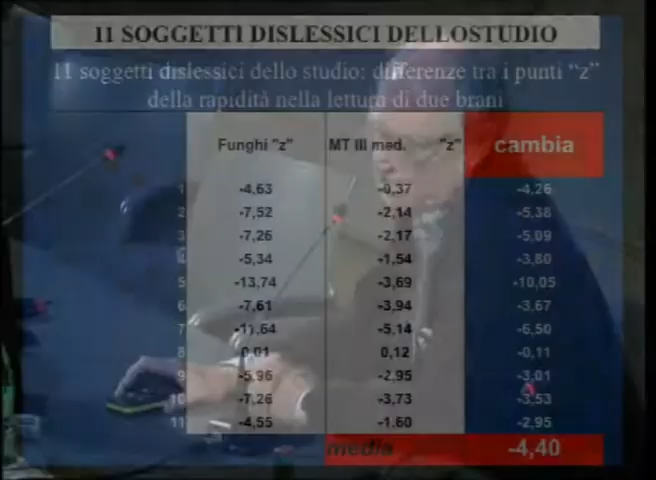 11 SOGGETTI DISLESSICI DELLOSTUDIO
11 soggetti dislessici dello studio: differenze tra i punti “z”
della rapidità nella lettura di due brani
Funghi "z" MT III med. "z" cambia
1 -4,63 -0,37 -4,26
2 -7,52 -2,14 -5,38
3 -7,26 -2,17 -5,09
4 -5,34 -1,54 -3,80
5 -13,74 -3,69 -10,05
6 -7,61 -3,94 -3,67
7 -11,64 -5,14 -6,50
8 0,01 0,12 -0,11
9 -5,96 -2,95 -3,01
10 -7,26 -3,73 -3,53
11 -4,55 -1.60 -2,95
media -4,40